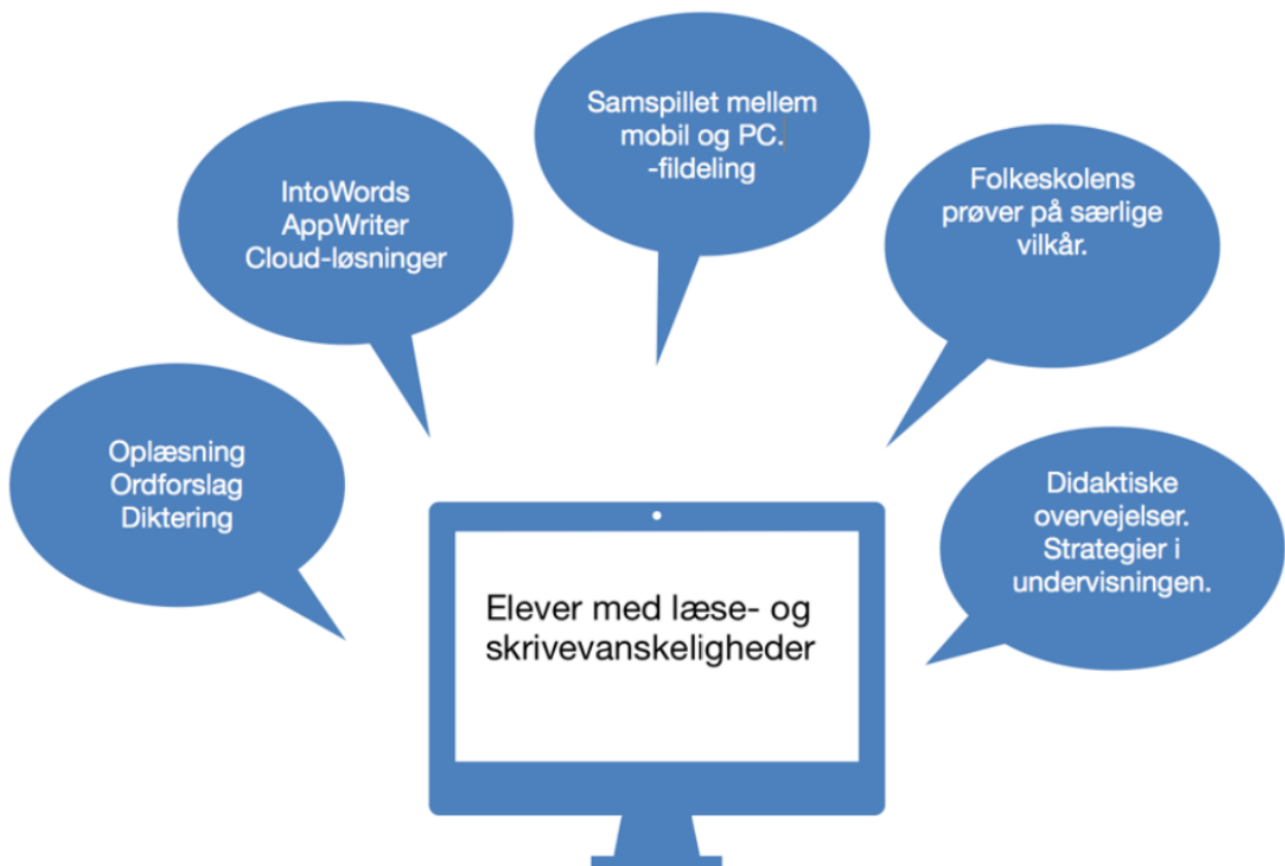 Samspillet mellem
mobil og PC.
-fildeling
IntoWords
AppWriter
Cloud-løsninger
Folkeskolens
prøver på særlige
vilkår.
Oplæsning
Ordforslag
Diktering
Didaktiske
overvejelser.
Strategier i
undervisningen.
Elever med læse- og
skrivevanskeligheder